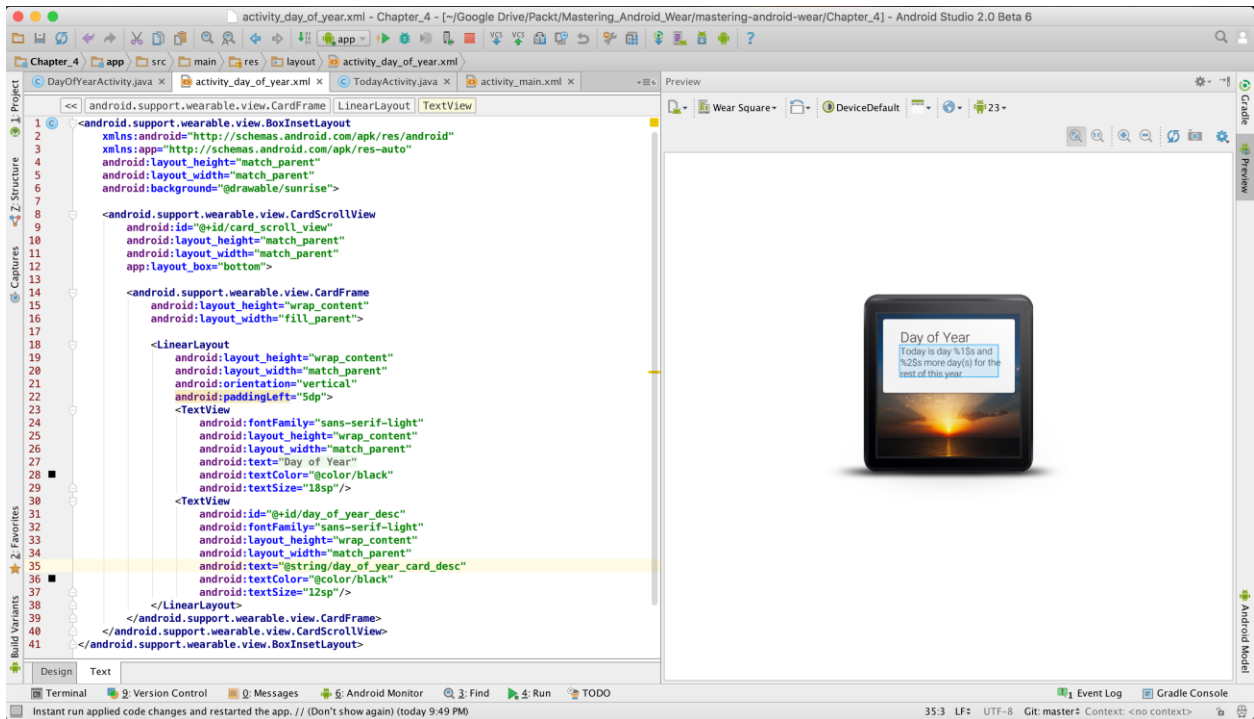 activity_day_of_year.xml - Chapter_4 - [~/Google Drive/Packt/Mastering_Android_Wear/mastering-android-wear/Chapter_4] - Android Studio 2.0 Beta 6
app
VCS VCS
Chapter_4 app src main res layout activity_day_of_year.xml
DayOfYearActivity.java × activity_day_of_year.xml × TodayActivity.java × activity_main.xml × 6
<< android.support.wearable.view.CardFrame LinearLayout TextView
1 <android.support.wearable.view.BoxInsetLayout
2 xmlns:android="http://schemas.android.com/apk/res/android"
3 xmlns:app="http://schemas.android.com/apk/res-auto"
4 android:layout_height="match_parent"
5 android:layout_width="match_parent"
6 android:background="@drawable/sunrise">
7
8 <android.support.wearable.view.CardScrollView
9 android:id="@+id/card_scroll_view"
10 android:layout_height="match_parent"
11 android:layout_width="match_parent"
12 app:layout_box="bottom">
13
14 <android.support.wearable.view.CardFrame
15 android:layout_height="wrap_content"
16 android:layout_width="fill_parent">
17
18 <LinearLayout
19 android:layout_height="wrap_content"
20 android:layout_width="match_parent"
21 android:orientation="vertical"
22 android:paddingLeft="5dp">
23 <TextView
24 android:fontFamily="sans-serif-light"
25 android:layout_height="wrap_content"
26 android:layout_width="match_parent"
27 android:text="Day of Year"
28 android:textColor="@color/black"
29 android:textSize="18sp"/>
30 <TextView
31 android:id="@+id/day_of_year_desc"
32 android:fontFamily="sans-serif-light"
33 android:layout_height="wrap_content"
34 android:layout_width="match_parent"
35 android:text="@string/day_of_year_card_desc"
36 android:textColor="@color/black"
37 android:textSize="12sp"/>
38 </LinearLayout>
39 </android.support.wearable.view.CardFrame>
40 </android.support.wearable.view.CardScrollView>
41 </android.support.wearable.view.BoxInsetLayout>
Design Text
1: Project
Z: Structure
Captures
2: Favorites
Build Variants
Preview
Wear Square DeviceDefault 23
Day of Year
Today is day %1$s and
%2$s more day(s) for the
rest of this year
Gradle
Preview
Android Model
Terminal 9: Version Control 0: Messages 6: Android Monitor 3: Find 4: Run TODO 1 Event Log Gradle Console
Instant run applied code changes and restarted the app. // (Don't show again) (today 9:49 PM) 35:3 LF UTF-8 Git: master Context: <no context>